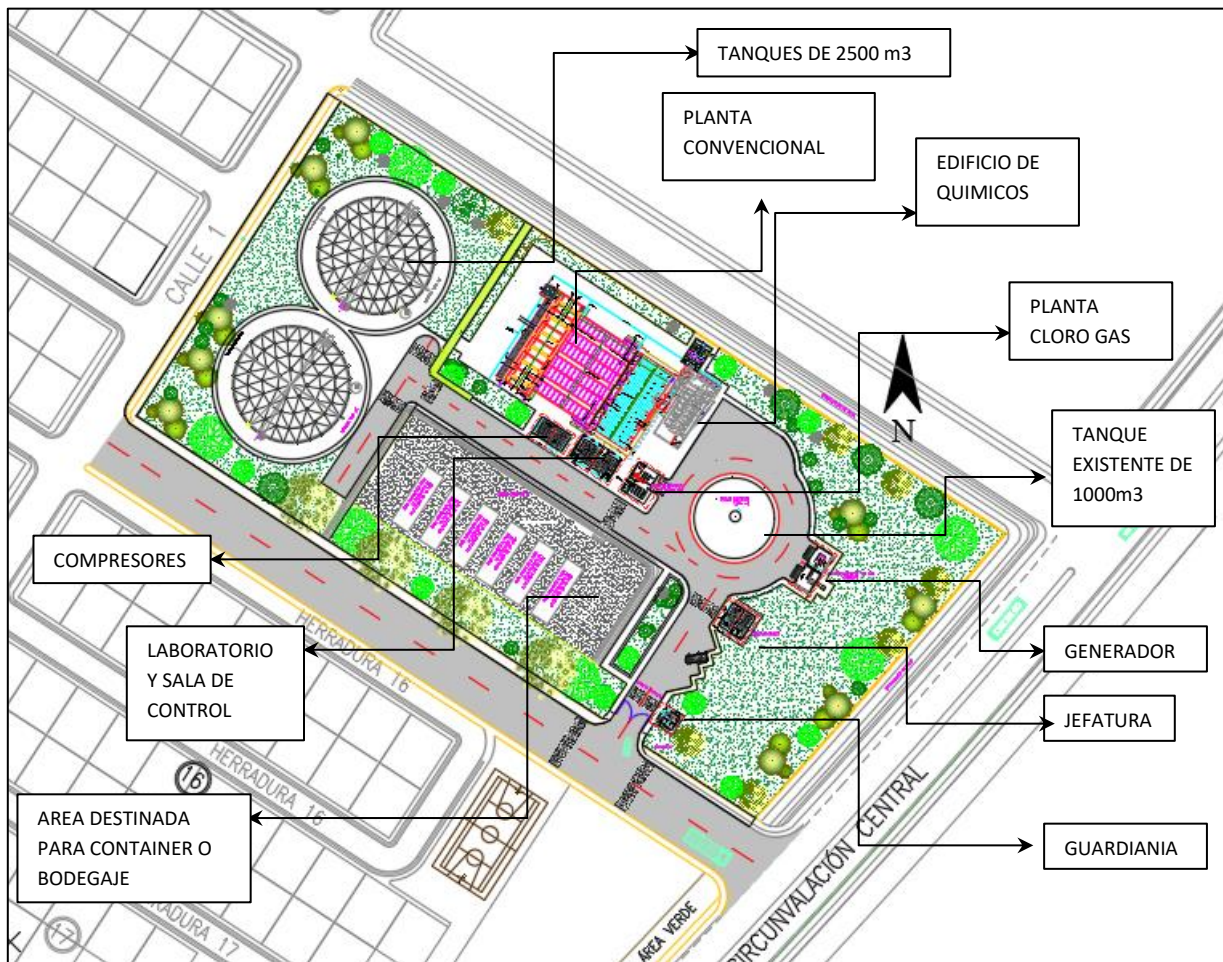 TANQUES DE 2500 m3
PLANTA
CONVENCIONAL
EDIFICIO DE
QUIMICOS
PLANTA
CLORO GAS
N
TANQUE
EXISTENTE DE
1000m3
CALLE 1
COMPRESORES
LABORATORIO
Y SALA DE
CONTROL
HERRADURA 16
GENERADOR
JEFATURA
16
HERRADURA 16
AREA DESTINADA
PARA CONTAINER O
BODEGAJE
GUARDIANIA
HERRADURA 17
17
ÁREA VERDE
CIRCUNVALACIÓN CENTRAL